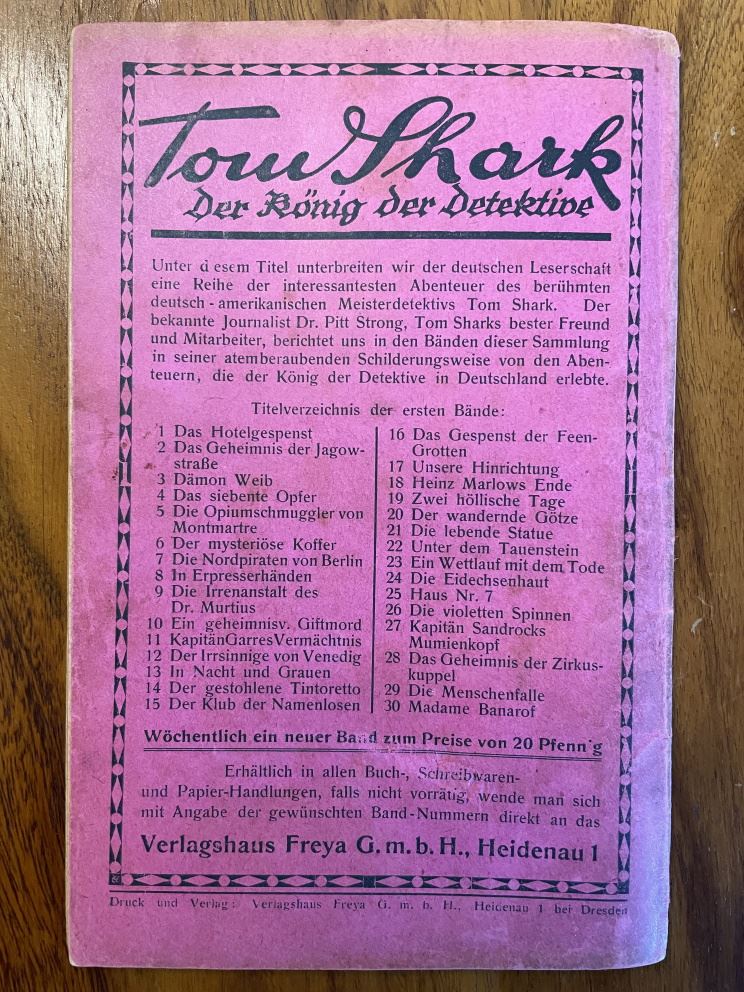 Tom Shark
Der König der Detektive
Unter diesem Titel unterbreiten wir der deutschen Leserschaft
eine Reihe der interessantesten Abenteuer des berühmten
deutsch-amerikanischen Meisterdetektivs Tom Shark. Der
bekannte Journalist Dr. Pitt Strong, Tom Sharks bester Freund
und Mitarbeiter, berichtet uns in den Bänden dieser Sammlung
in seiner atemberaubenden Schilderungsweise von den Aben-
teuern, die der König der Detektive in Deutschland erlebte.
Titelverzeichnis der ersten Bände:
1 Das Hotelgespenst
2 Das Geheimnis der Jagow-
straße
3 Dämon Weib
4 Das siebente Opfer
5 Die Opiumschmuggler von
Montmartre
6 Der mysteriöse Koffer
7 Die Nordpiraten von Berlin
8 In Erpresserhänden
9 Die Irrenanstalt des
Dr. Murtius
10 Ein geheimnisv. Giftmord
11 Kapitän Garres Vermächtnis
12 Der Irrsinnige von Venedig
13 In Nacht und Grauen
14 Der gestohlene Tintoretto
15 Der Klub der Namenlosen
16 Das Gespenst der Feen-
Grotten
17 Unsere Hinrichtung
18 Heinz Marlows Ende
19 Zwei höllische Tage
20 Der wandernde Götze
21 Die lebende Statue
22 Unter dem Tauenstein
23 Ein Wettlauf mit dem Tode
24 Die Eidechsenhaut
25 Haus Nr. 7
26 Die violetten Spinnen
27 Kapitän Sandrocks
Mumienkopf
28 Das Geheimnis der Zirkus-
kuppel
29 Die Menschenfalle
30 Madame Banarof
Wöchentlich ein neuer Band zum Preise von 20 Pfennig
Erhältlich in allen Buch-, Schreibwaren-
und Papier-Handlungen, falls nicht vorrätig, wende man sich
mit Angabe der gewünschten Band-Nummern direkt an das
Verlagshaus Freya G. m. b. H., Heidenau 1
Druck und Verlag: Verlagshaus Freya G. m. b. H., Heidenau 1 bei Dresden